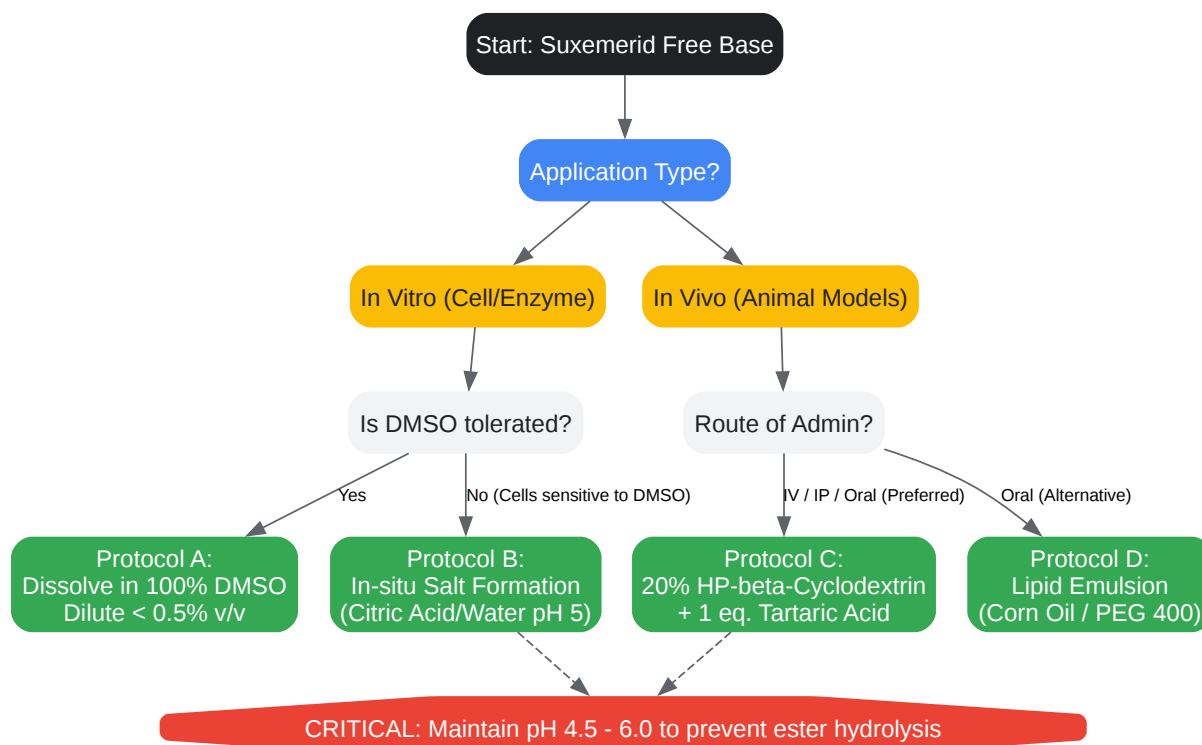 Start: Suxemerid Free Base
Application Type?
In Vitro (Cell/Enzyme)
In Vivo (Animal Models)
Is DMSO tolerated?
Route of Admin?
Yes
No (Cells sensitive to DMSO)
IV / IP / Oral (Preferred)
Oral (Alternative)
Protocol A:
Dissolve in 100% DMSO
Dilute < 0.5% v/v
Protocol B:
In-situ Salt Formation
(Citric Acid/Water pH 5)
Protocol C:
20% HP-beta-Cyclodextrin
+ 1 eq. Tartaric Acid
Protocol D:
Lipid Emulsion
(Corn Oil / PEG 400)
CRITICAL: Maintain pH 4.5 - 6.0 to prevent ester hydrolysis